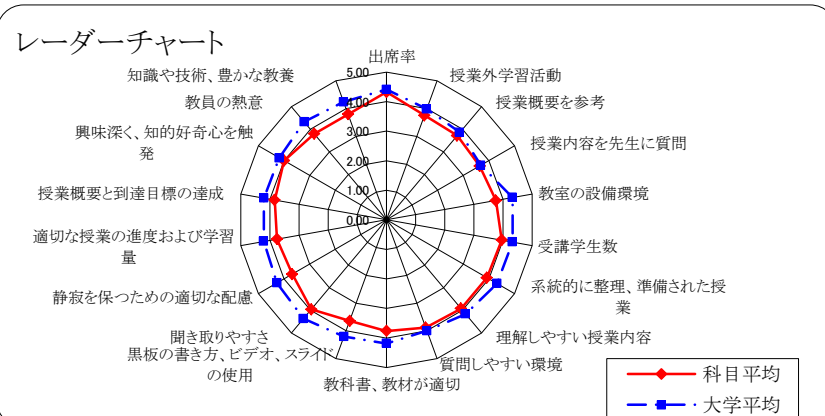 レーダーチャート
出席率
授業外学習活動
授業概要を参考
授業内容を先生に質問
教室の設備環境
受講学生数
系統的に整理、準備された授
業
理解しやすい授業内容
質問しやすい環境
教科書、教材が適切
黒板の書き方、ビデオ、スライド
の使用
聞き取りやすさ
静寂を保つための適切な配慮
適切な授業の進度および学習
量
授業概要と到達目標の達成
興味深く、知的好奇心を触
発
教員の熱意
知識や技術、豊かな教養
5.00
4.00
3.00
2.00
1.00
0.00
科目平均
大学平均